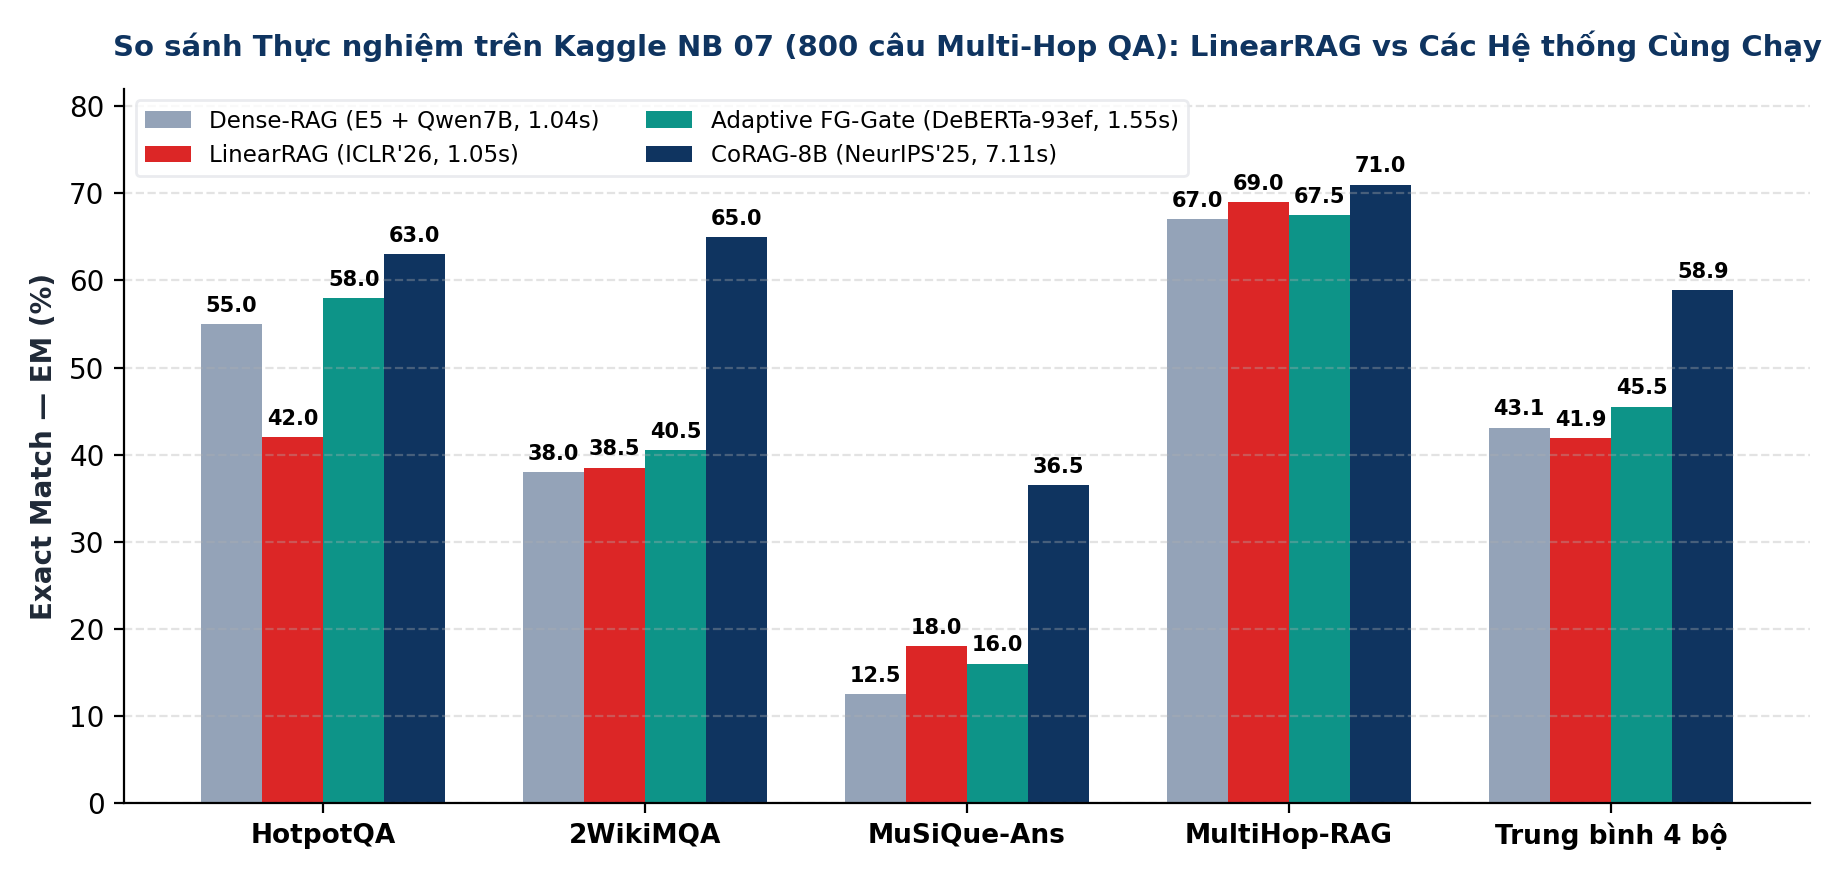 So sánh Thực nghiệm trên Kaggle NB 07 (800 câu Multi-Hop QA): LinearRAG vs Các Hệ thống Cùng Chạy
Dense-RAG (E5 + Qwen7B, 1.04s)
LinearRAG (ICLR'26, 1.05s)
Adaptive FG-Gate (DeBERTa-93ef, 1.55s)
CoRAG-8B (NeurIPS'25, 7.11s)
Exact Match — EM (%)
80
70
60
50
40
30
20
10
0
55.0
42.0
58.0
63.0
38.0
38.5
40.5
65.0
12.5
18.0
16.0
36.5
67.0
69.0
67.5
71.0
43.1
41.9
45.5
58.9
HotpotQA
2WikiMQA
MuSiQue-Ans
MultiHop-RAG
Trung bình 4 bộ